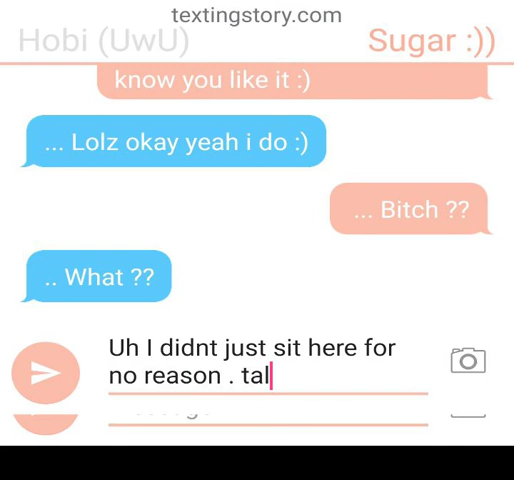 textingstory.com
Hobi (UwU)
Sugar :))
know you like it :)
... Lolz okay yeah i do :)
... Bitch ??
.. What ??
Uh I didnt just sit here for
no reason . tal